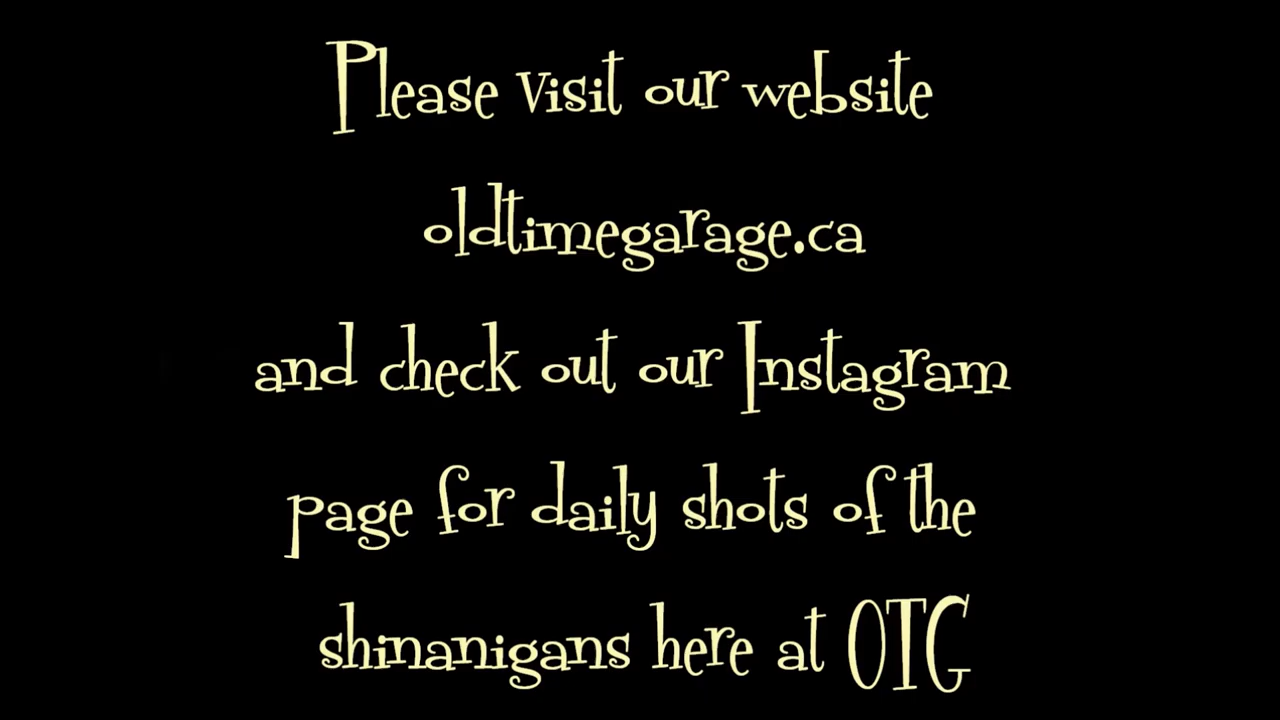 Please visit our website
oldtimegarage.ca
and check out our Instagram
page for daily shots of the
shinanigans here at OTG